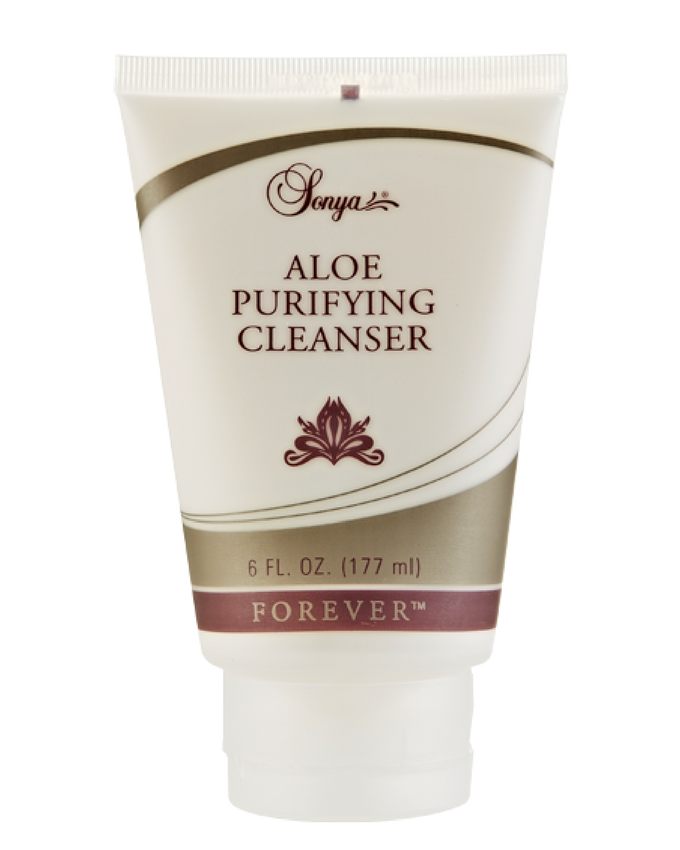 Sonya®
ALOE
PURIFYING
CLEANSER
6 FL. OZ. (177 ml)
FOREVER™